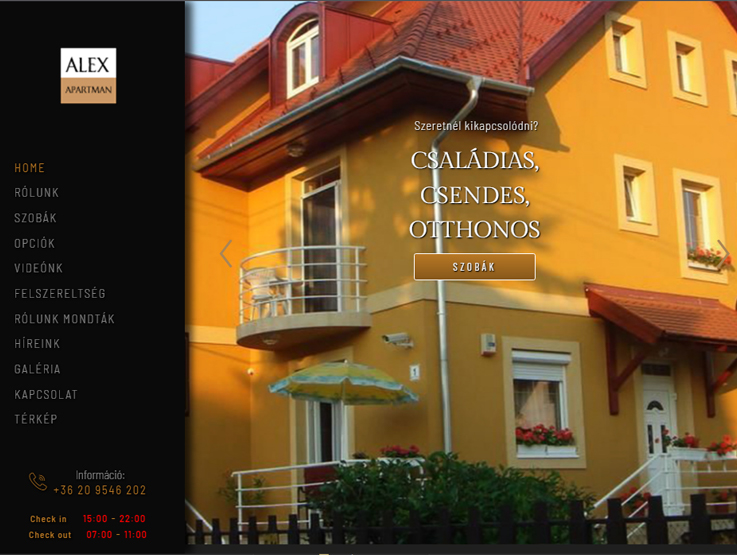 ALEX
APARTMAN
HOME
RÓLUNK
SZOBÁK
OPCIÓK
VIDEÓNK
FELSZERELTSÉG
RÓLUNK MONDTÁK
HÍREINK
GALÉRIA
KAPCSOLAT
TÉRKÉP
Információ:
+36 20 9546 202
Check in 15:00 - 22:00
Check out 07:00 - 11:00
Szeretnél kikapcsolódni?
CSALÁDIAS,
CSENDES,
OTTHONOS
SZOBÁK
1